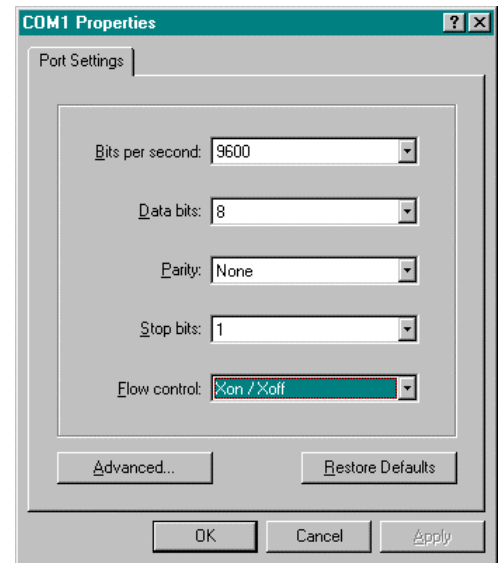 COM1 Properties
Port Settings
Bits per second: 9600
Data bits: 8
Parity: None
Stop bits: 1
Flow control: Xon / Xoff
Advanced...
Restore Defaults
OK
Cancel
Apply